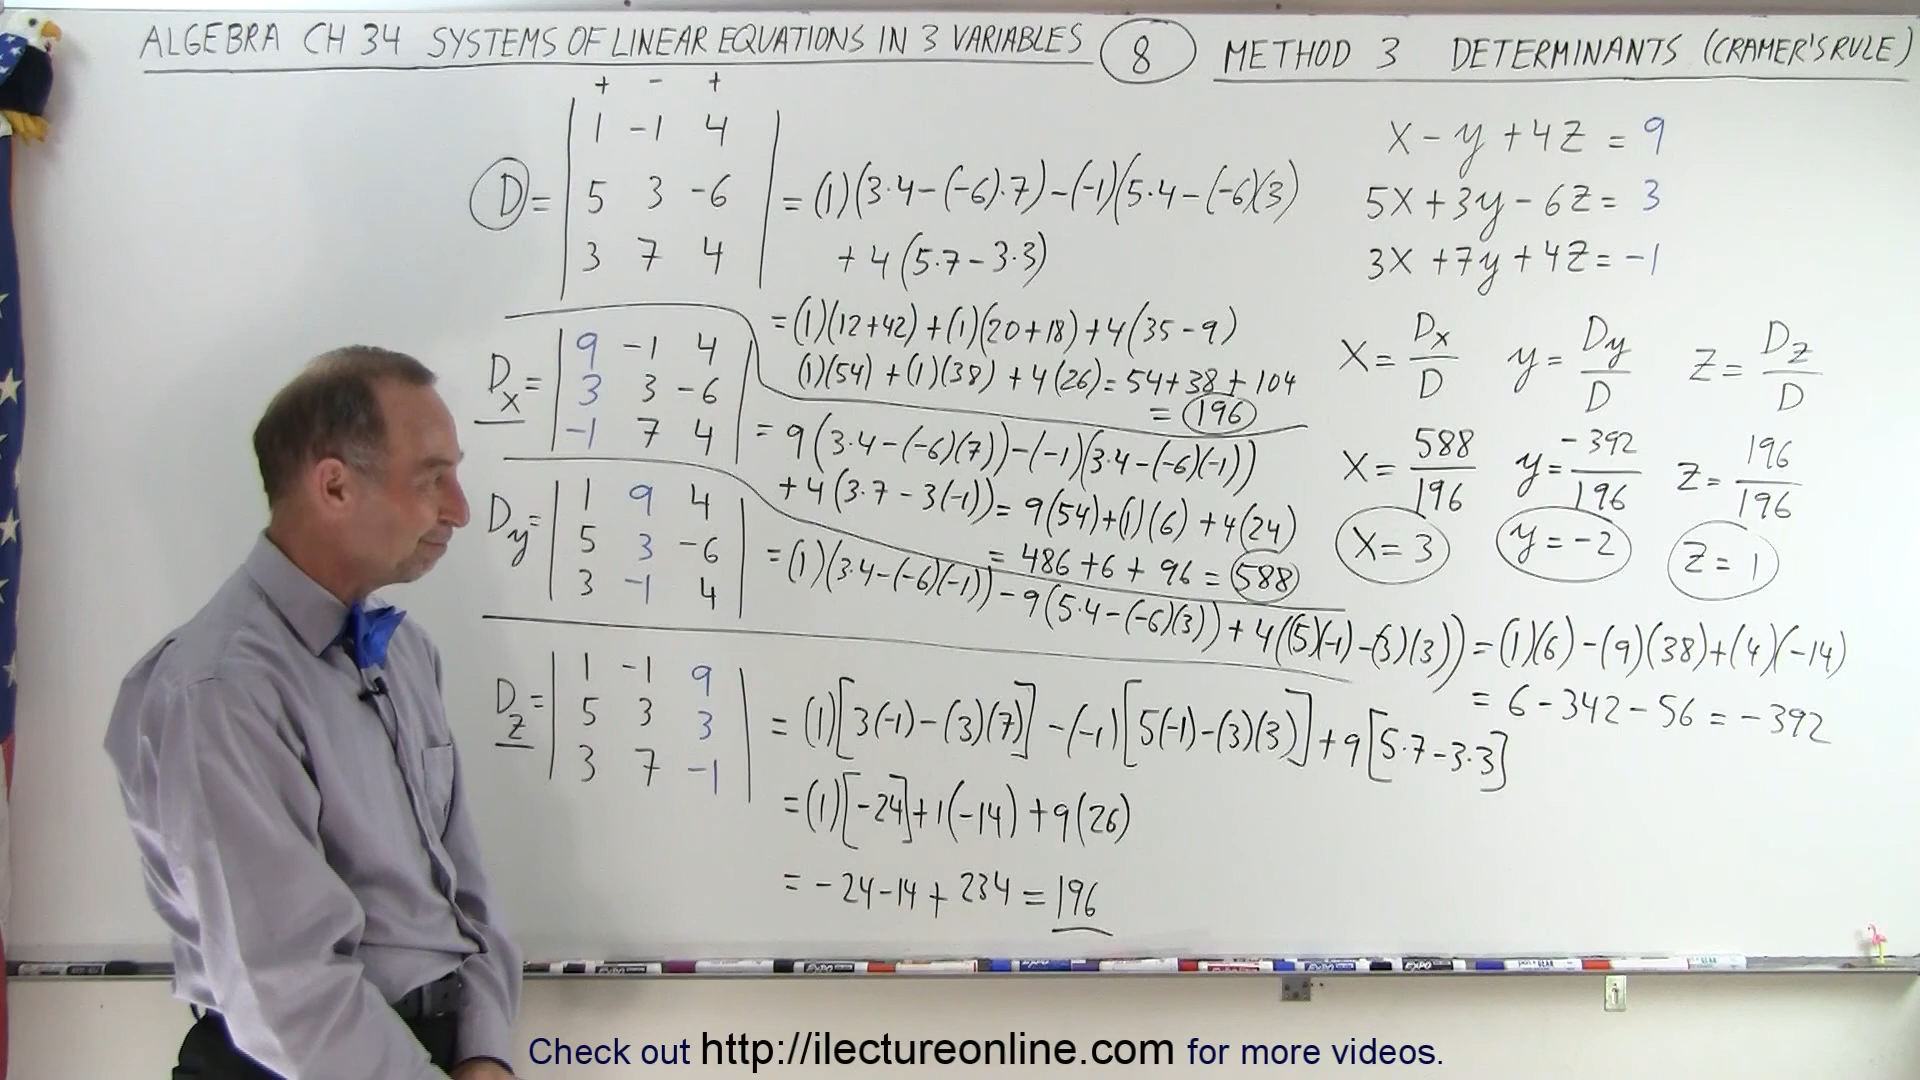 ALGEBRA CH 34 SYSTEMS OF LINEAR EQUATIONS IN 3 VARIABLES 8 METHOD 3 DETERMINANTS (CRAMER'S RULE)
+ - +
D = | 1 -1 4 |
| 5 3 -6 | = (1)(3·4-(-6)·7)-(-1)(5·4-(-6)(3)
| 3 7 4 | +4(5·7-3·3)
=(1)(12+42)+(1)(20+18)+4(35-9)
(1)(54)+(1)(38)+4(26)=54+38+104
= 196
Dx = | 9 -1 4 |
| 3 3 -6 |
| -1 7 4 | = 9(3·4-(-6)(7))-(-1)(3·4-(-6)(-1))
+4(3·7-3(-1))= 9(54)+(1)(6)+4(24)
= 486+6+96 = 588
Dy = | 1 9 4 |
| 5 3 -6 | =(1)(3·4-(-6)(-1))-9(5·4-(-6)(3))+4((5)(-1)-(3)(3))=(1)(6)-(9)(38)+(4)(-14)
| 3 -1 4 |
= 6-342-56=-392
Dz = | 1 -1 9 |
| 5 3 3 | =(1)[3(-1)-(3)(7)]-(-1)[5(-1)-(3)(3)]+9[5·7-3·3]
| 3 7 -1 |
=(1)[-24]+1(-14)+9(26)
= -24-14+234=196
X-y+4Z=9
5X+3y-6Z=3
3X+7y+4Z=-1
X=Dx/D y=Dy/D Z=Dz/D
X=588/196 y=-392/196 Z=196/196
X=3 y=-2 Z=1
EXPO
Check out http://ilectureonline.com for more videos.